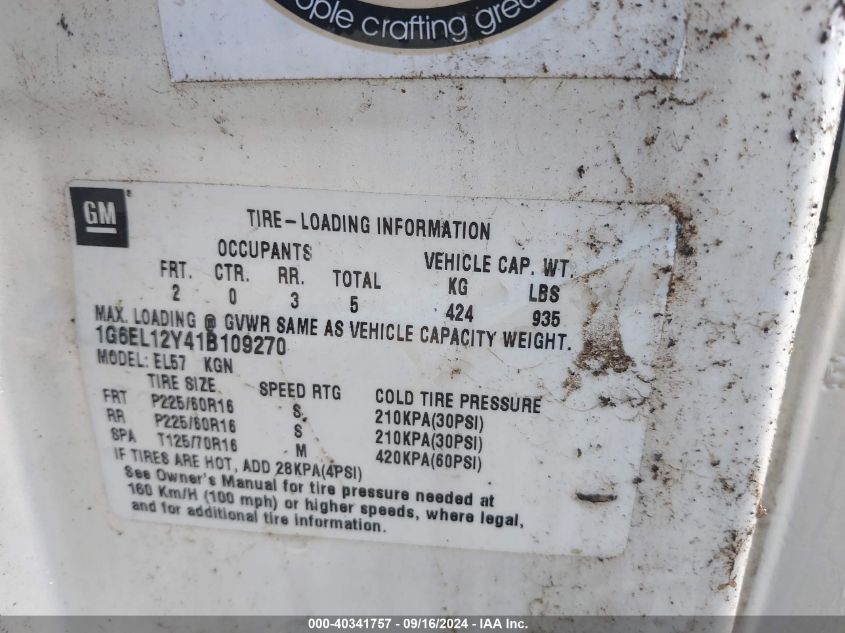 ople crafting grea
GM
TIRE-LOADING INFORMATION
OCCUPANTS VEHICLE CAP. WT.
FRT. CTR. RR. TOTAL KG LBS
2 0 3 5 424 935
MAX. LOADING @ GVWR SAME AS VEHICLE CAPACITY WEIGHT.
1G6EL12Y41B109270
MODEL: EL57 KGN
TIRE SIZE SPEED RTG COLD TIRE PRESSURE
FRT P225/60R16 S 210KPA(30PSI)
RR P225/60R16 S 210KPA(30PSI)
SPA T125/70R16 M 420KPA(60PSI)
IF TIRES ARE HOT, ADD 28KPA(4PSI)
See Owner's Manual for tire pressure needed at
160 Km/H (100 mph) or higher speeds, where legal,
and for additional tire information.
000-40341757 - 09/16/2024 - IAA Inc.